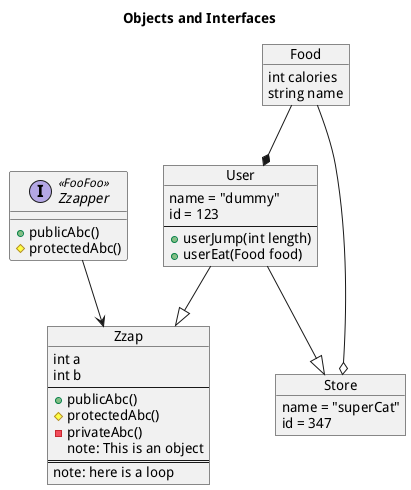 Objects and Interfaces
Food
int calories
string name
«FooFoo»
I Zzapper
publicAbc()
protectedAbc()
User
name = "dummy"
id = 123
userJump(int length)
userEat(Food food)
Zzap
int a
int b
publicAbc()
protectedAbc()
privateAbc()
note: This is an object
note: here is a loop
Store
name = "superCat"
id = 347